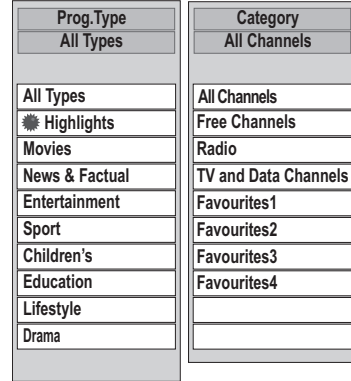 Prog.Type
All Types
All Types
Highlights
Movies
News & Factual
Entertainment
Sport
Children's
Education
Lifestyle
Drama
Category
All Channels
All Channels
Free Channels
Radio
TV and Data Channels
Favourites1
Favourites2
Favourites3
Favourites4